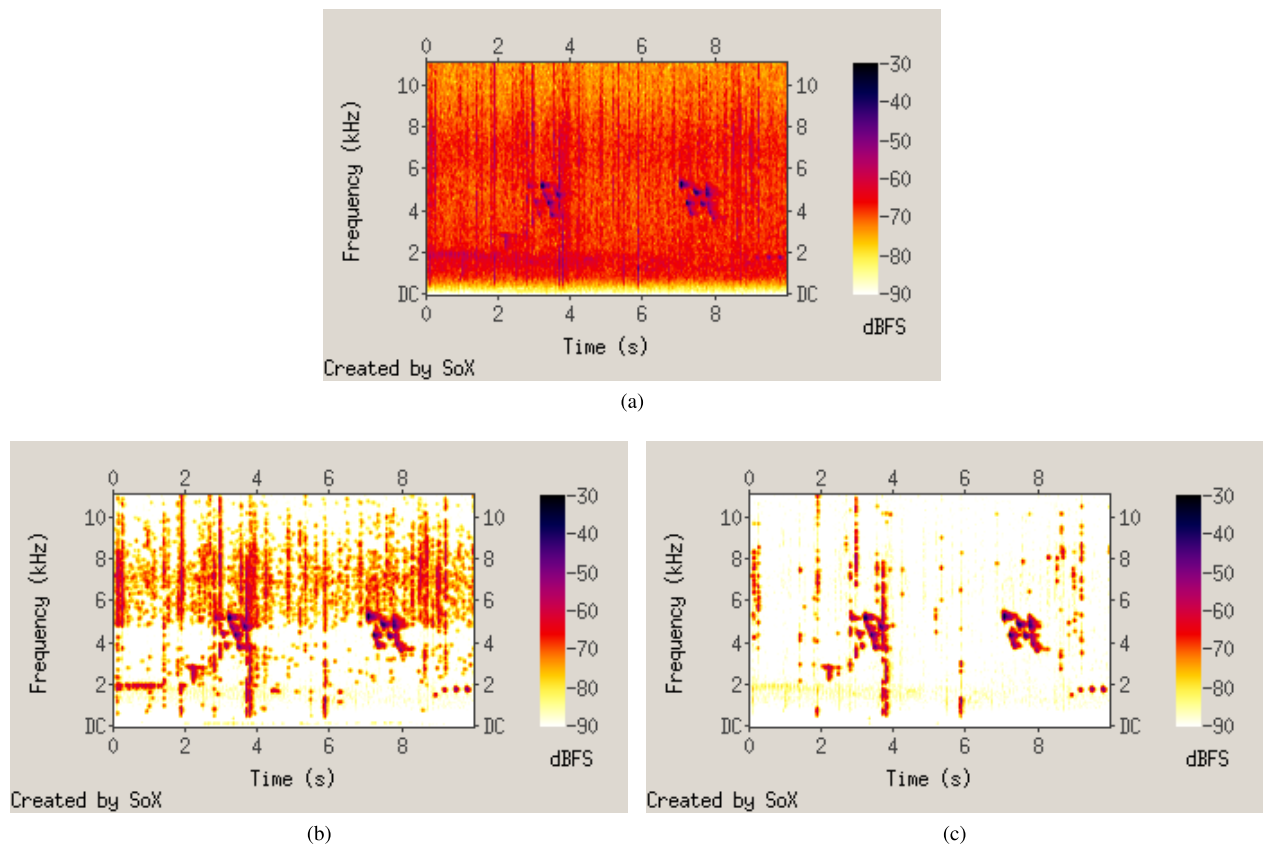 0 2 4 6 8
10 10 -30
8 8 -40
6 6 -50
4 4 -60
2 2 -70
DC DC -80
-90
0 2 4 6 8
Frequency (kHz)
Time (s)
dBFS
Created by SoX
(a)
0 2 4 6 8
10 10 -30
8 8 -40
6 6 -50
4 4 -60
2 2 -70
DC DC -80
-90
0 2 4 6 8
Frequency (kHz)
Time (s)
dBFS
Created by SoX
(b)
0 2 4 6 8
10 10 -30
8 8 -40
6 6 -50
4 4 -60
2 2 -70
DC DC -80
-90
0 2 4 6 8
Frequency (kHz)
Time (s)
dBFS
Created by SoX
(c)